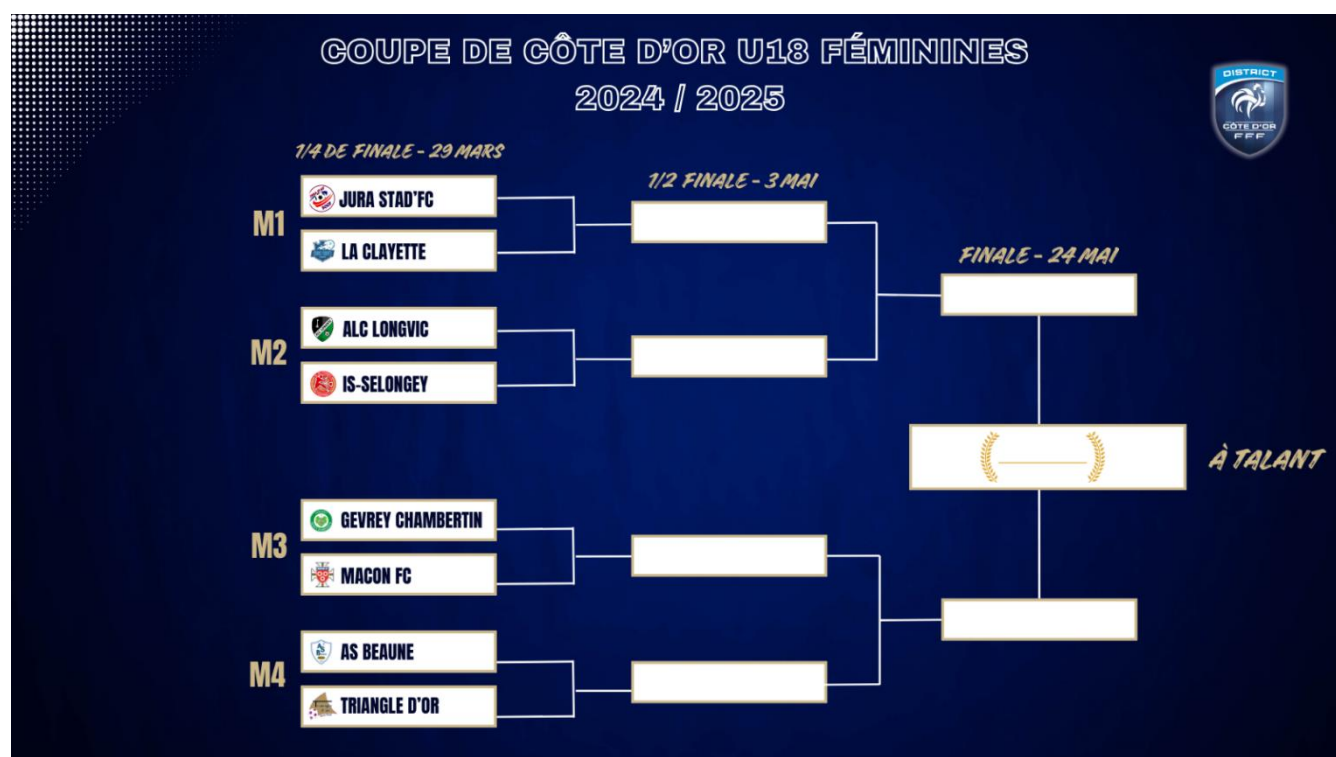 COUPE DE CÔTE D'OR U18 FÉMININES
2024 / 2025
DISTRICT
CÔTE D'OR
FFF
1/4 DE FINALE - 29 MARS
1/2 FINALE - 3 MAI
FINALE - 24 MAI
M1
JURA STAD'FC
LA CLAYETTE
M2
ALC LONGVIC
IS-SELONGEY
À TALANT
M3
GEVREY CHAMBERTIN
MACON FC
M4
AS BEAUNE
TRIANGLE D'OR